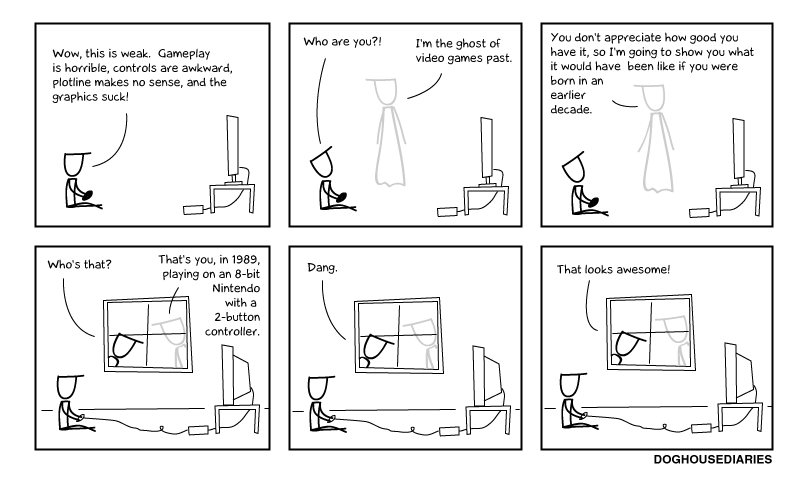 Wow, this is weak. Gameplay
is horrible, controls are awkward,
plotline makes no sense, and the
graphics suck!
Who are you?!
I'm the ghost of
video games past.
You don't appreciate how good you
have it, so I'm going to show you what
it would have been like if you were
born in an
earlier
decade.
Who's that?
That's you, in 1989,
playing on an 8-bit
Nintendo
with a
2-button
controller.
Dang.
That looks awesome!
DOGHOUSEDIARIES